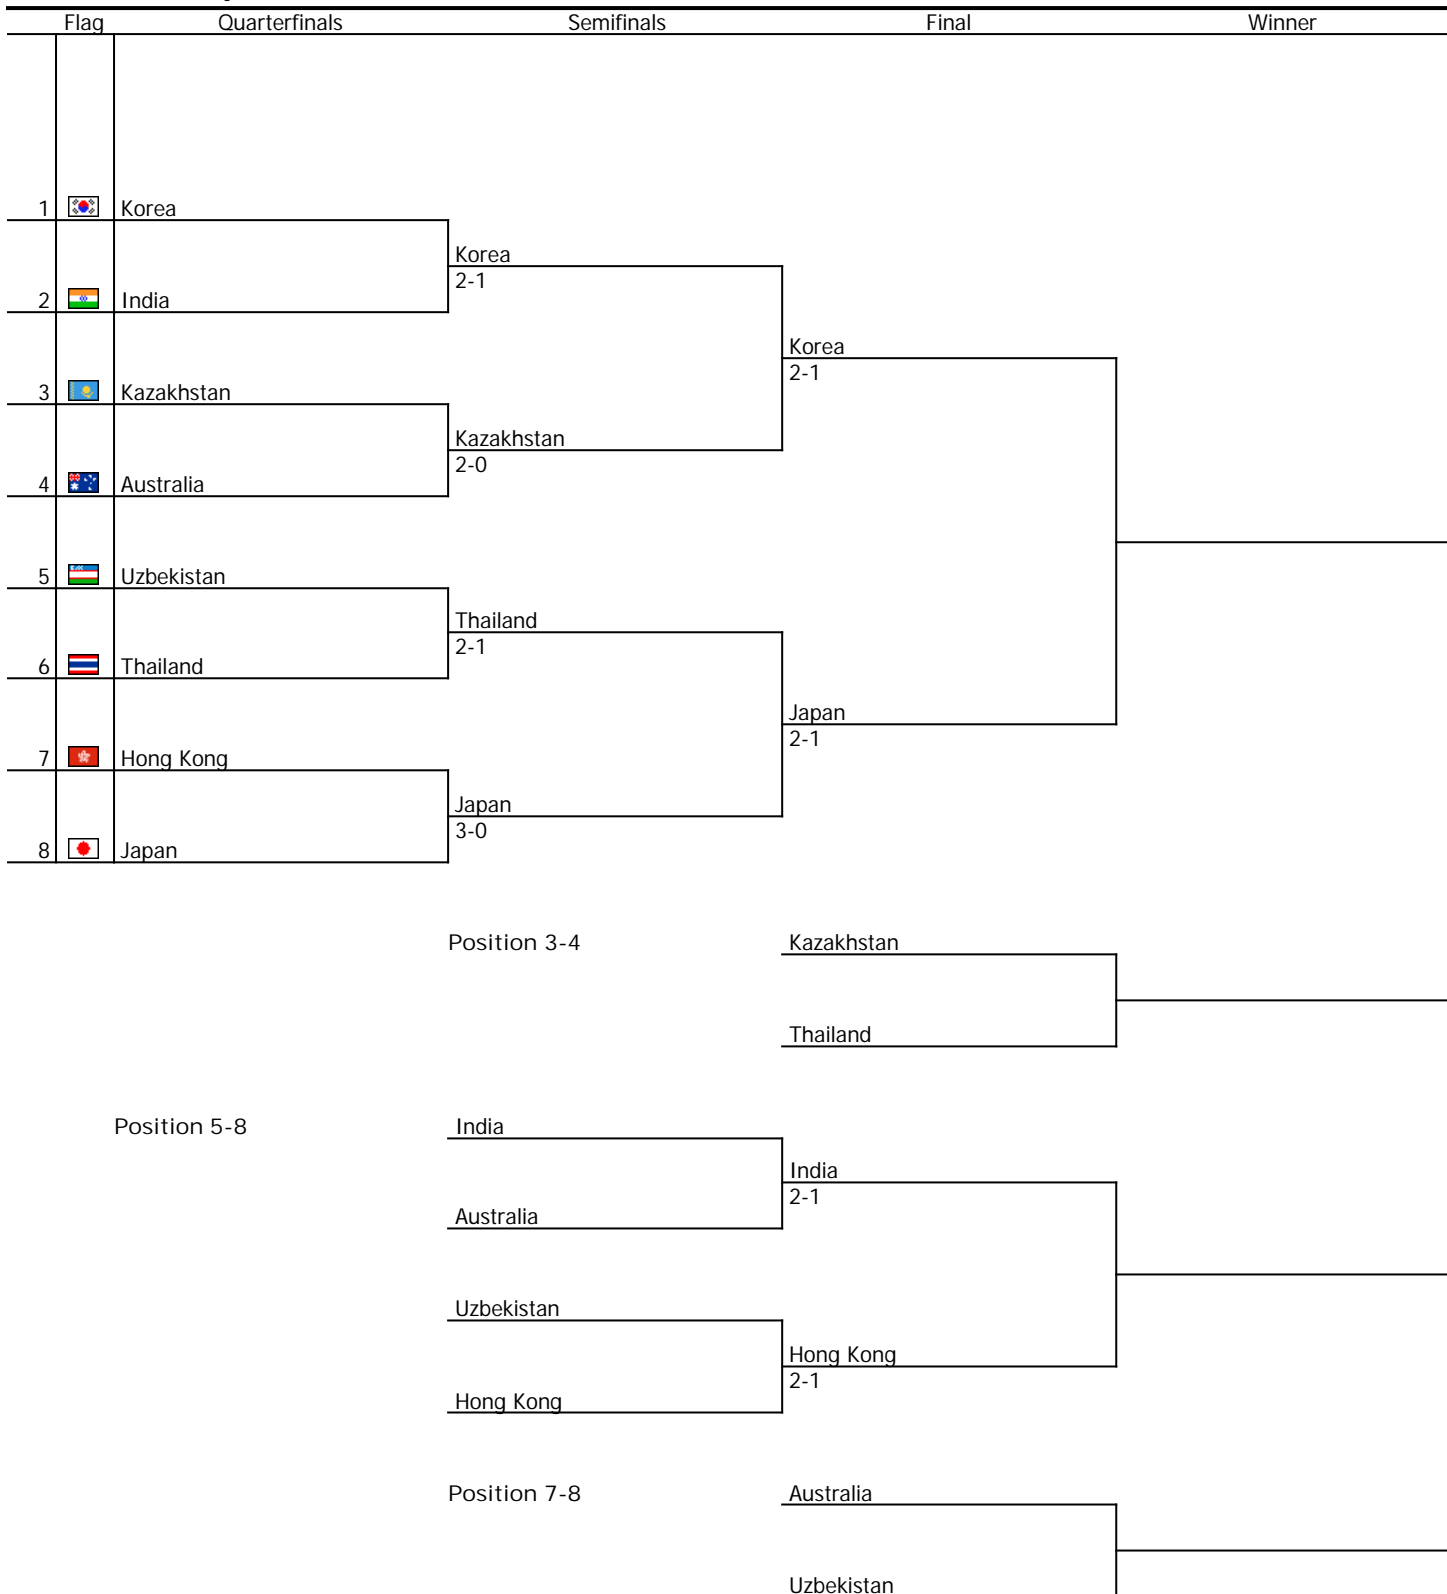 Flag Quarterfinals Semifinals Final Winner
1 Korea
Korea
2-1
2 India
Korea
2-1
3 Kazakhstan
Kazakhstan
2-0
4 Australia
5 Uzbekistan
Thailand
2-1
6 Thailand
Japan
2-1
7 Hong Kong
Japan
3-0
8 Japan
Position 3-4 Kazakhstan
Thailand
Position 5-8 India
India
2-1
Australia
Uzbekistan
Hong Kong
2-1
Hong Kong
Position 7-8 Australia
Uzbekistan